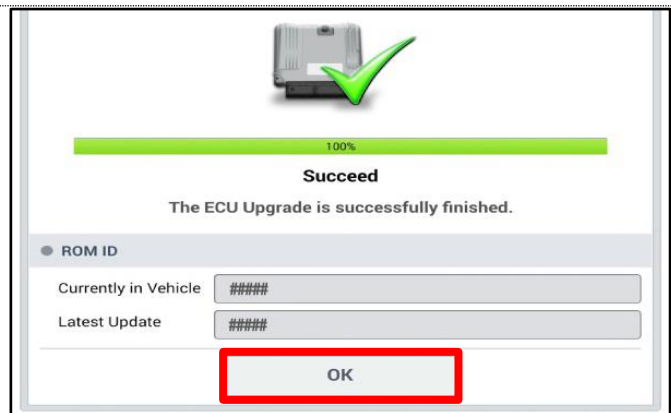 100%
Succeed
The ECU Upgrade is successfully finished.
ROM ID
Currently in Vehicle #####
Latest Update #####
OK